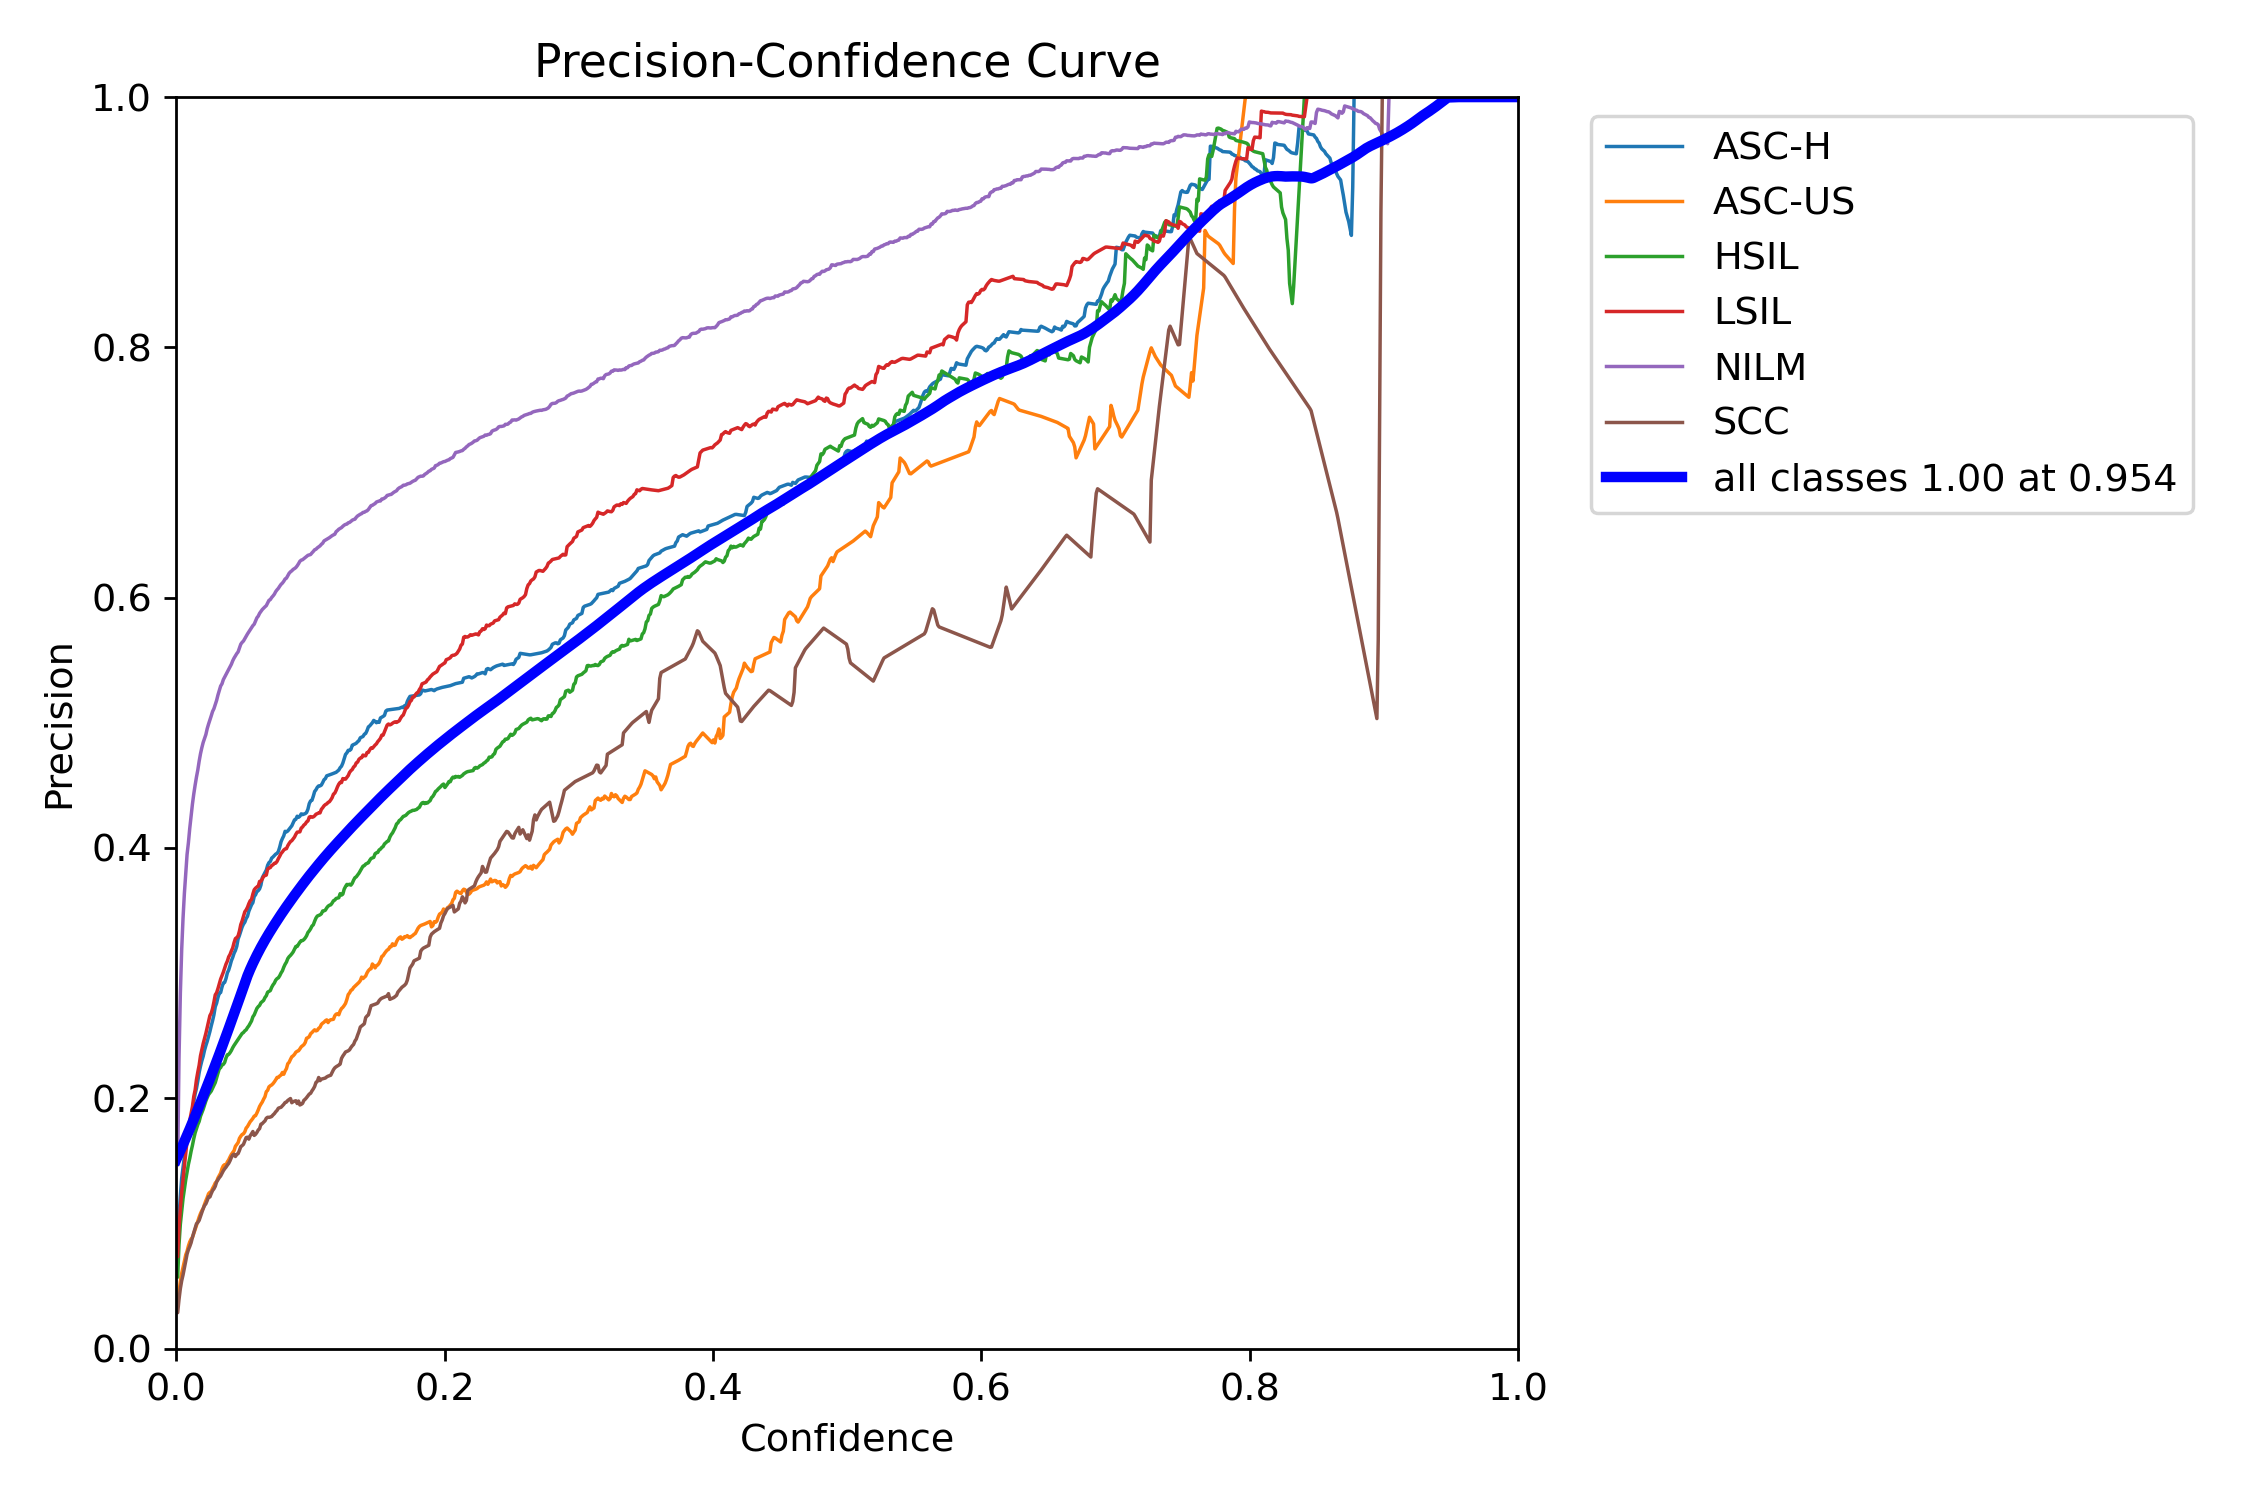 Precision-Confidence Curve
1.0
0.8
0.6
0.4
0.2
0.0
Precision
0.0 0.2 0.4 0.6 0.8 1.0
Confidence
ASC-H
ASC-US
HSIL
LSIL
NILM
SCC
all classes 1.00 at 0.954